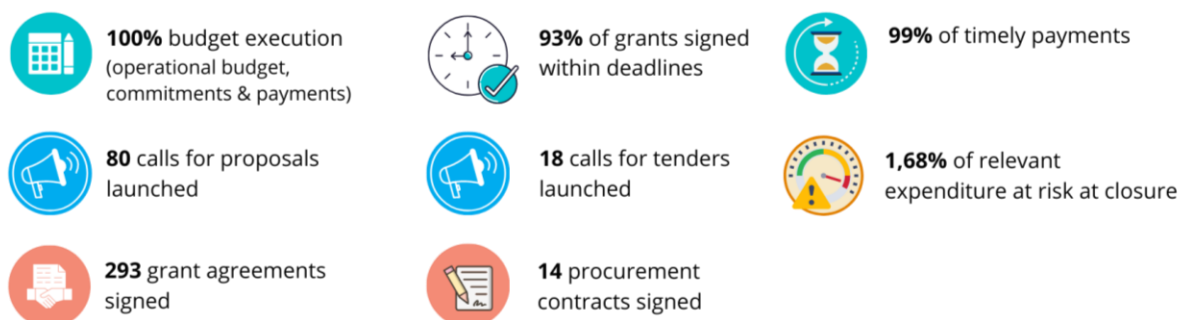 100% budget execution
(operational budget,
commitments & payments)
93% of grants signed
within deadlines
99% of timely payments
80 calls for proposals
launched
18 calls for tenders
launched
1,68% of relevant
expenditure at risk at closure
293 grant agreements
signed
14 procurement
contracts signed